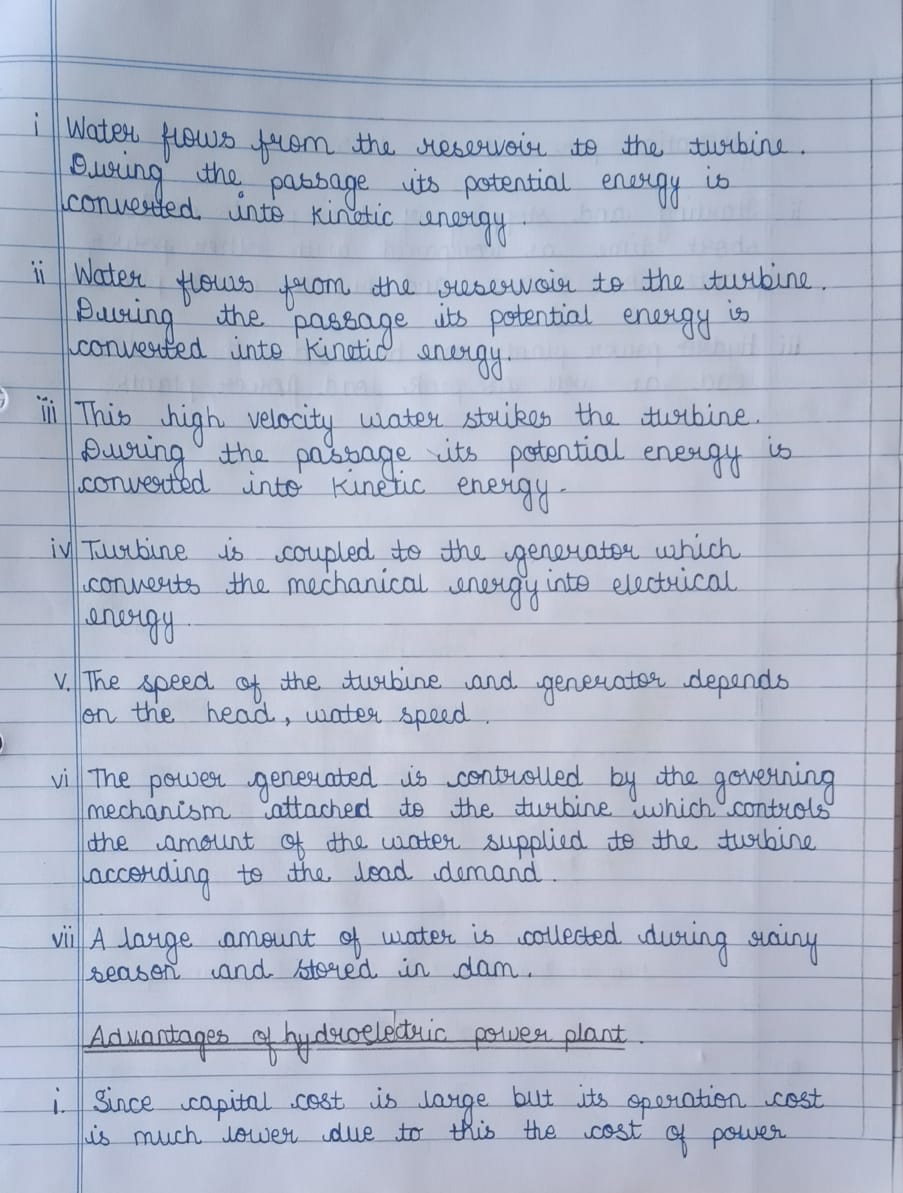 i Water flows from the reservoir to the turbine.
During the passage its potential energy is
converted into kinetic energy.
ii Water flows from the reservoir to the turbine.
During the passage its potential energy is
converted into kinetic energy.
iii This high velocity water strikes the turbine.
During the passage its potential energy is
converted into kinetic energy.
iv Turbine is coupled to the generator which
converts the mechanical energy into electrical
energy.
v. The speed of the turbine and generator depends
on the head, water speed.
vi The power generated is controlled by the governing
mechanism attached to the turbine which controls
the amount of the water supplied to the turbine
according to the load demand.
vii A large amount of water is collected during rainy
season and stored in dam.
Advantages of hydroelectric power plant.
i. Since capital cost is large but its operation cost
is much lower due to this the cost of power